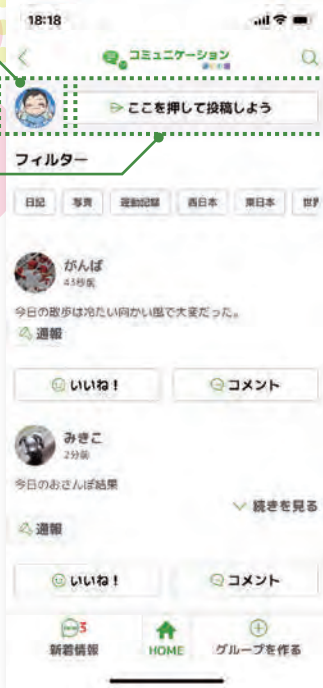 18:18
コミュニケーション
ここを押して投稿しよう
フィルター
日記 写真 運動記録 西日本 東日本 世界
がんば
43秒前
今日の散歩は冷たい向かい風で大変だった。
通報
いいね！ コメント
みきこ
2分前
今日のおさんぽ結果
続きを見る
通報
いいね！ コメント
3
新着情報 HOME グループを作る